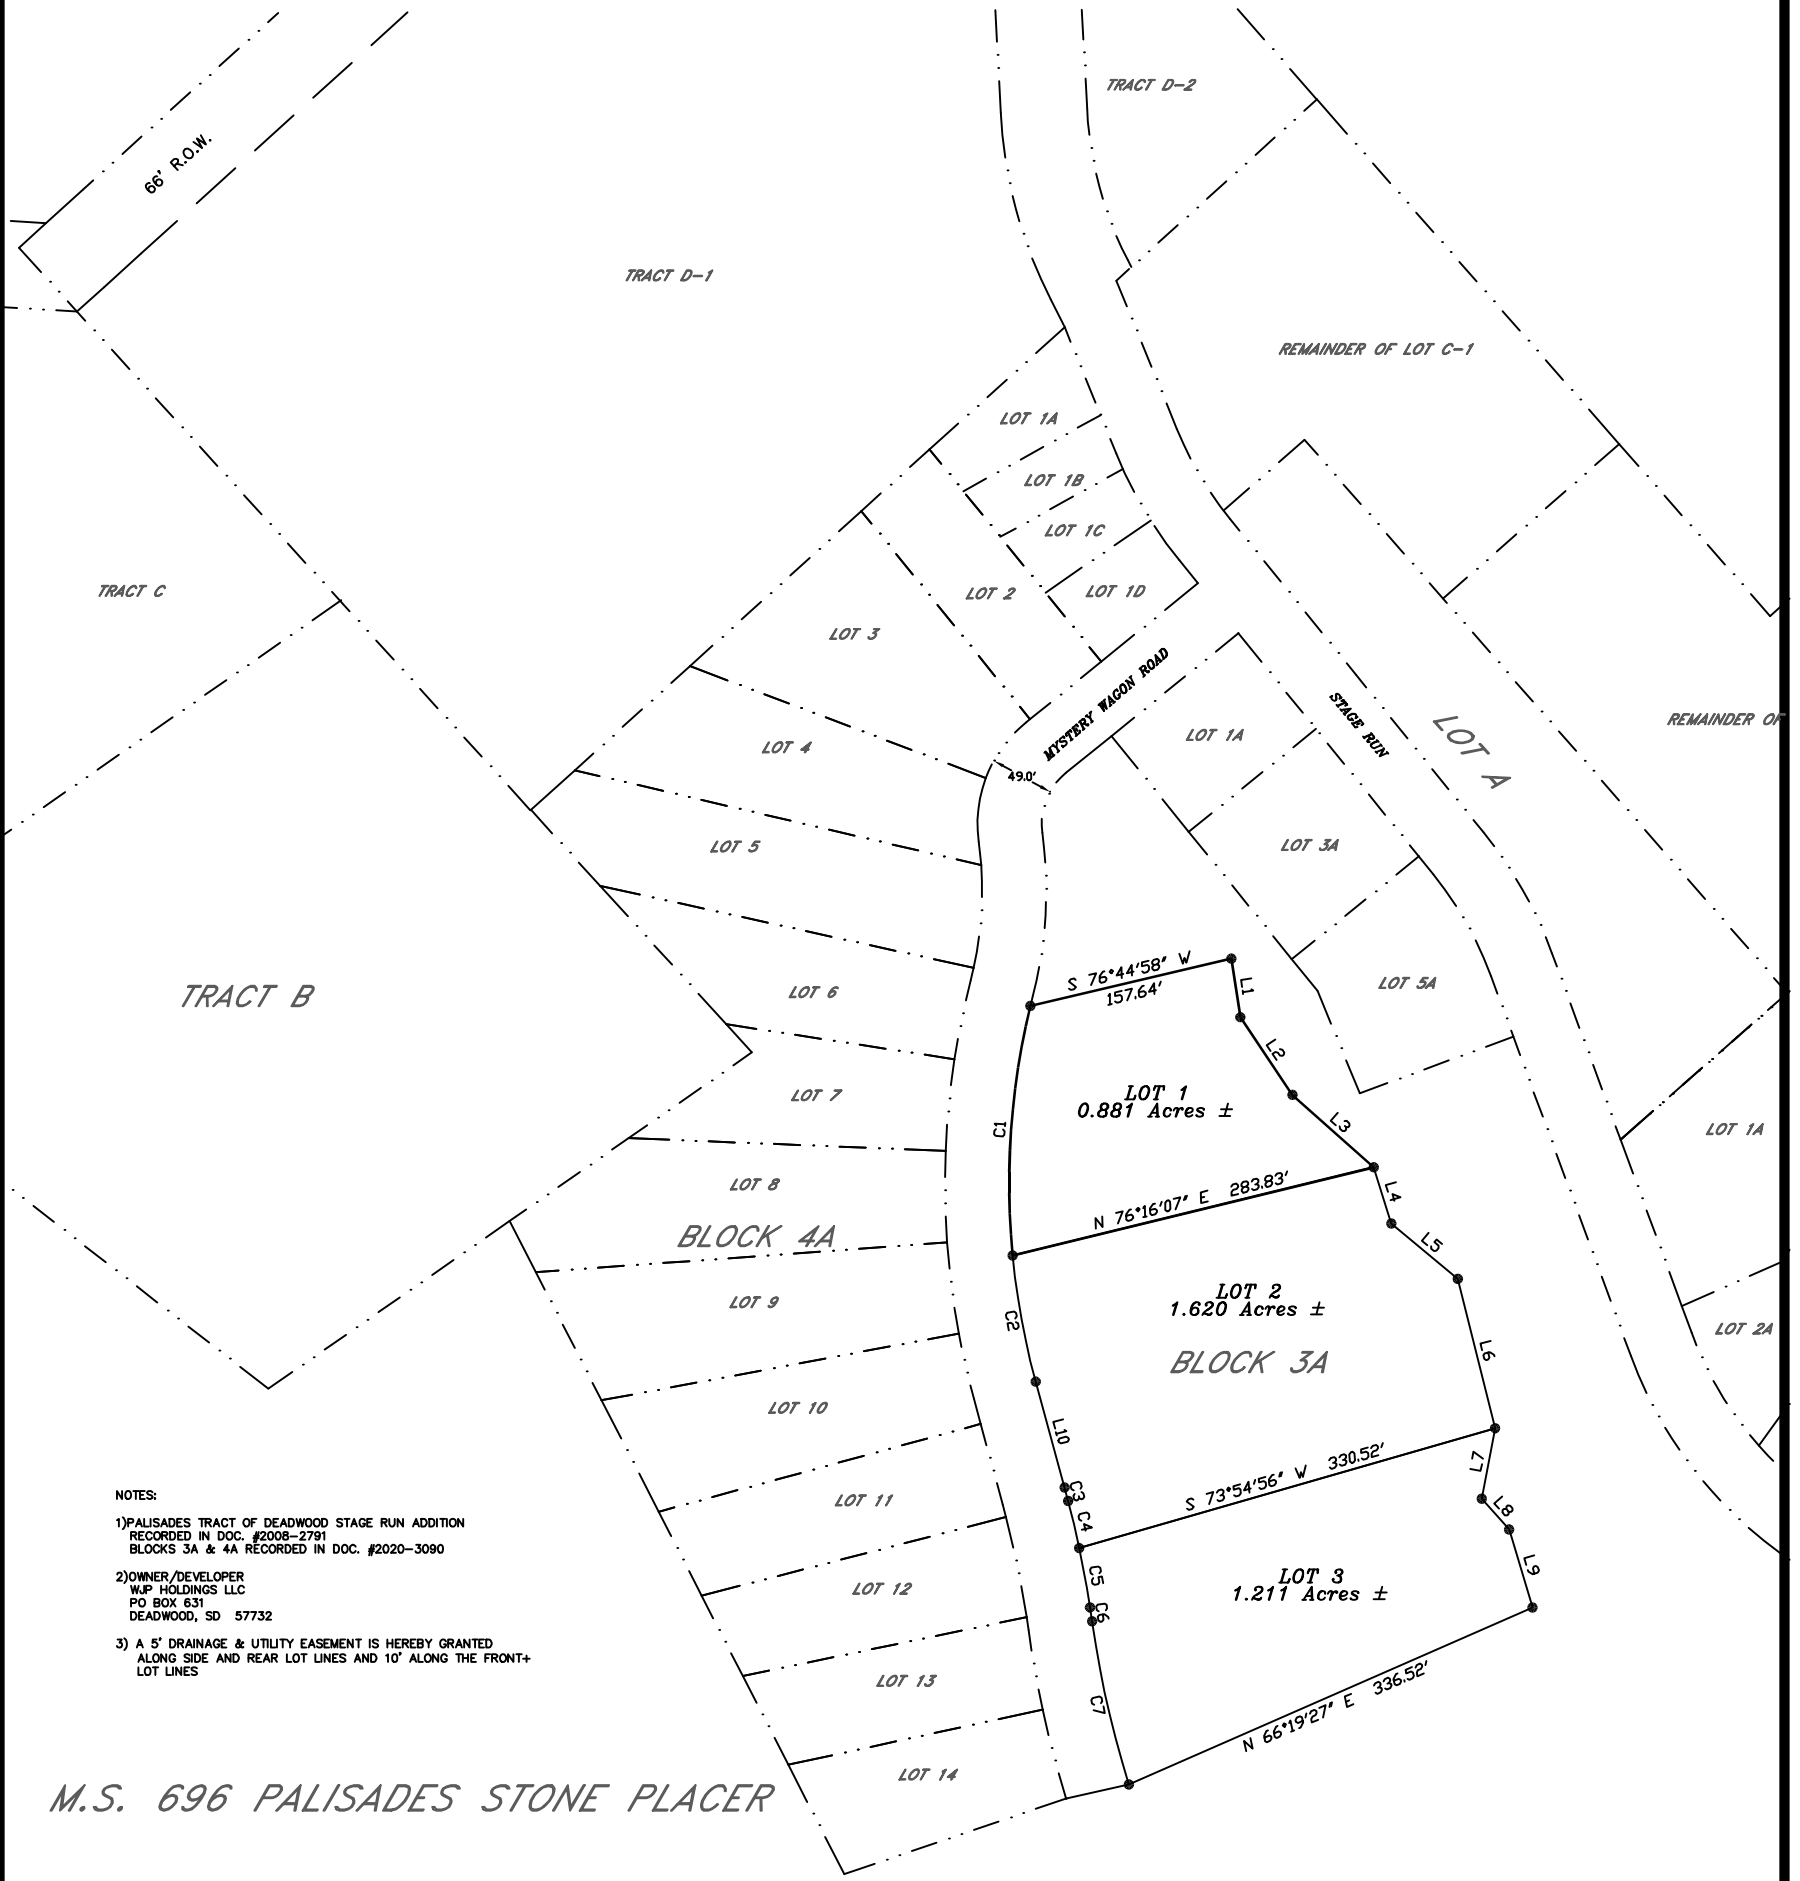 TRACT D-2
66' R.O.W.
TRACT D-1
REMAINDER OF LOT C-1
LOT 1A
LOT 1B
LOT 1C
LOT 1D
LOT 2
LOT 3
TRACT C
MYSTERY WAGON ROAD
STAGE RUN
LOT A
REMAINDER OF
LOT 1A
LOT 4
49.0'
LOT 5
LOT 3A
LOT 6
TRACT B
LOT 5A
S 76°44'58" W
157.64'
L1
L2
LOT 7
LOT 1
0.881 Acres ±
C1
L3
LOT 1A
LOT 8
N 76°16'07" E 283.83'
L4
BLOCK 4A
L5
LOT 9
LOT 2
1.620 Acres ±
C2
LOT 2A
BLOCK 3A
L6
LOT 10
L10
S 73°54'56" W 330.52'
L7
LOT 11
C3
C4
L8
LOT 12
C5
C6
LOT 3
1.211 Acres ±
L9
LOT 13
C7
N 66°19'27" E 336.52'
LOT 14
NOTES:
1)PALISADES TRACT OF DEADWOOD STAGE RUN ADDITION
RECORDED IN DOC. #2008-2791
BLOCKS 3A & 4A RECORDED IN DOC. #2020-3090
2)OWNER/DEVELOPER
WJP HOLDINGS LLC
PO BOX 631
DEADWOOD, SD 57732
3) A 5' DRAINAGE & UTILITY EASEMENT IS HEREBY GRANTED
ALONG SIDE AND REAR LOT LINES AND 10' ALONG THE FRONT+
LOT LINES
M.S. 696 PALISADES STONE PLACER